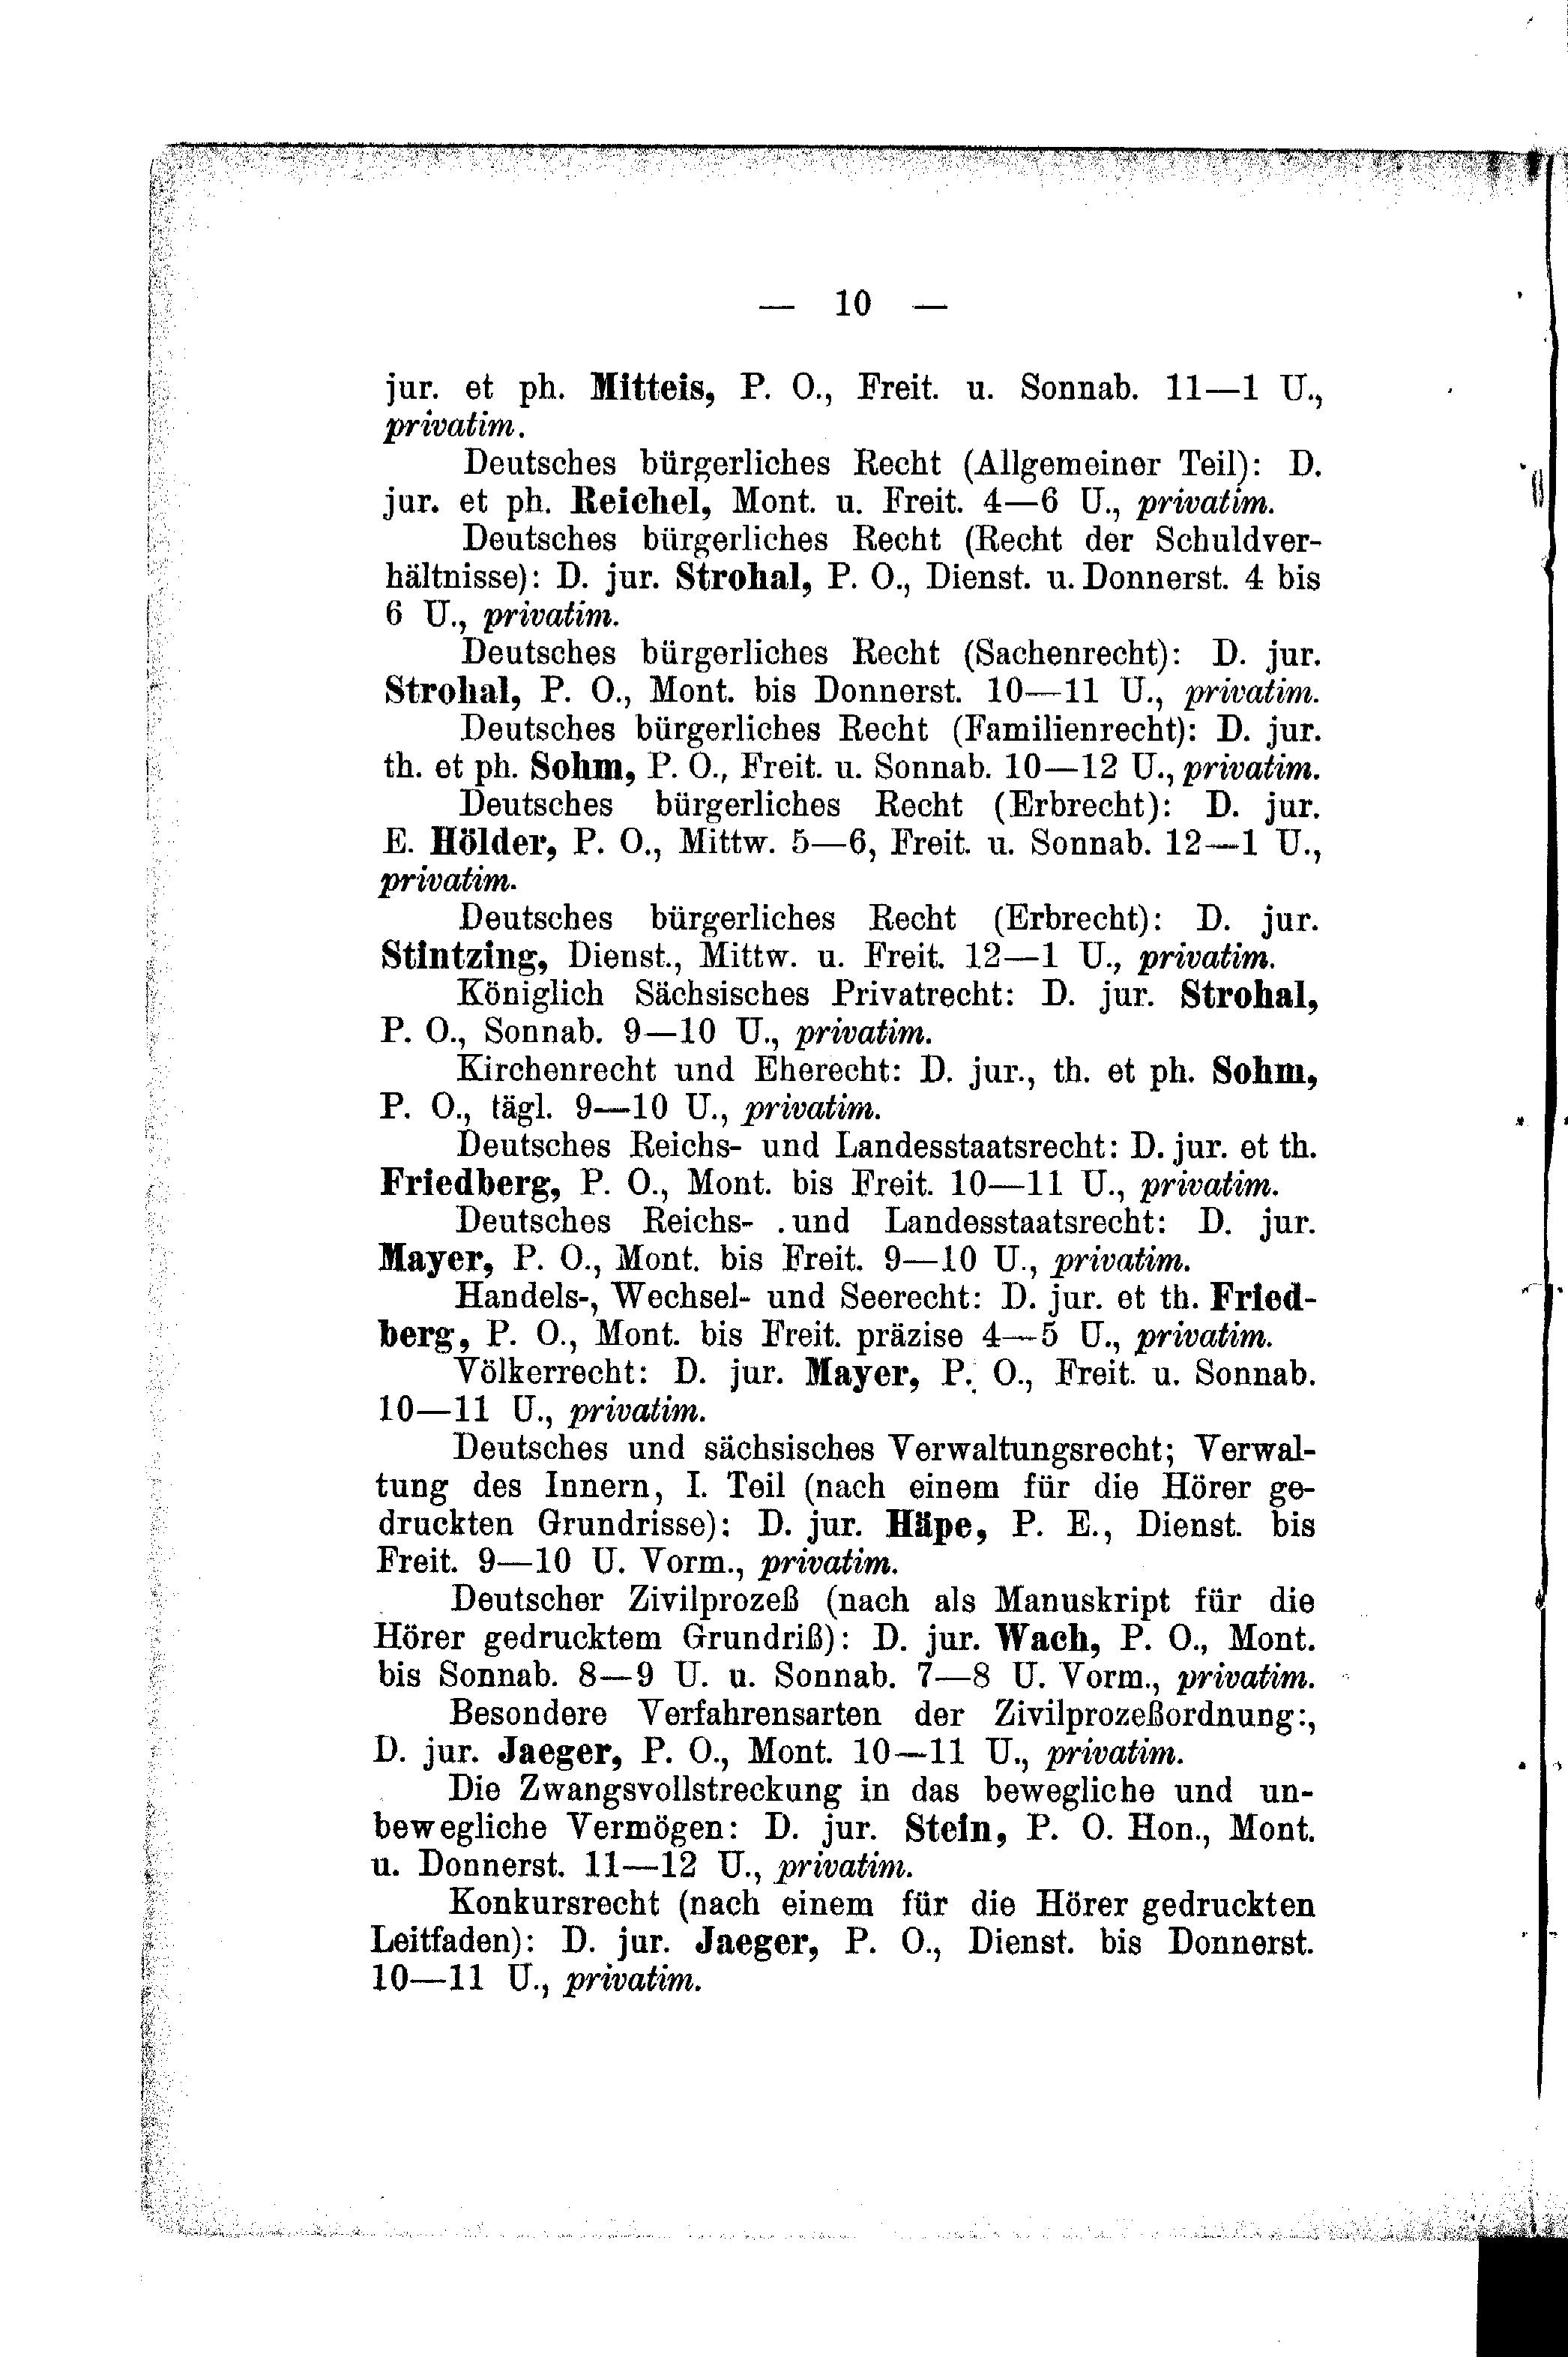 — 10 —
jur. et ph. Mitteis, P. O., Freit. u. Sonnab. 11—1 U.,
privatim.
Deutsches bürgerliches Recht (Allgemeiner Teil): D.
jur. et ph. Reichel, Mont. u. Freit. 4—6 U., privatim.
Deutsches bürgerliches Recht (Recht der Schuldver-
hältnisse): D. jur. Strohal, P. O., Dienst. u. Donnerst. 4 bis
6 U., privatim.
Deutsches bürgerliches Recht (Sachenrecht): D. jur.
Strohal, P. O., Mont. bis Donnerst. 10—11 U., privatim.
Deutsches bürgerliches Recht (Familienrecht): D. jur.
th. et ph. Sohm, P. O., Freit. u. Sonnab. 10—12 U., privatim.
Deutsches bürgerliches Recht (Erbrecht): D. jur.
E. Hölder, P. O., Mittw. 5—6, Freit. u. Sonnab. 12—1 U.,
privatim.
Deutsches bürgerliches Recht (Erbrecht): D. jur.
Stintzing, Dienst., Mittw. u. Freit. 12—1 U., privatim.
Königlich Sächsisches Privatrecht: D. jur. Strohal,
P. O., Sonnab. 9—10 U., privatim.
Kirchenrecht und Eherecht: D. jur., th. et ph. Sohm,
P. O., tägl. 9—10 U., privatim.
Deutsches Reichs- und Landesstaatsrecht: D. jur. et th.
Friedberg, P. O., Mont. bis Freit. 10—11 U., privatim.
Deutsches Reichs- und Landesstaatsrecht: D. jur.
Mayer, P. O., Mont. bis Freit. 9—10 U., privatim.
Handels-, Wechsel- und Seerecht: D. jur. et th. Fried-
berg, P. O., Mont. bis Freit. präzise 4—5 U., privatim.
Völkerrecht: D. jur. Mayer, P. O., Freit. u. Sonnab.
10—11 U., privatim.
Deutsches und sächsisches Verwaltungsrecht; Verwal-
tung des Innern, I. Teil (nach einem für die Hörer ge-
druckten Grundrisse): D. jur. Häpe, P. E., Dienst. bis
Freit. 9—10 U. Vorm., privatim.
Deutscher Zivilprozeß (nach als Manuskript für die
Hörer gedrucktem Grundriß): D. jur. Wach, P. O., Mont.
bis Sonnab. 8—9 U. u. Sonnab. 7—8 U. Vorm., privatim.
Besondere Verfahrensarten der Zivilprozeßordnung:,
D. jur. Jaeger, P. O., Mont. 10—11 U., privatim.
Die Zwangsvollstreckung in das bewegliche und un-
bewegliche Vermögen: D. jur. Stein, P. O. Hon., Mont.
u. Donnerst. 11—12 U., privatim.
Konkursrecht (nach einem für die Hörer gedruckten
Leitfaden): D. jur. Jaeger, P. O., Dienst. bis Donnerst.
10—11 U., privatim.